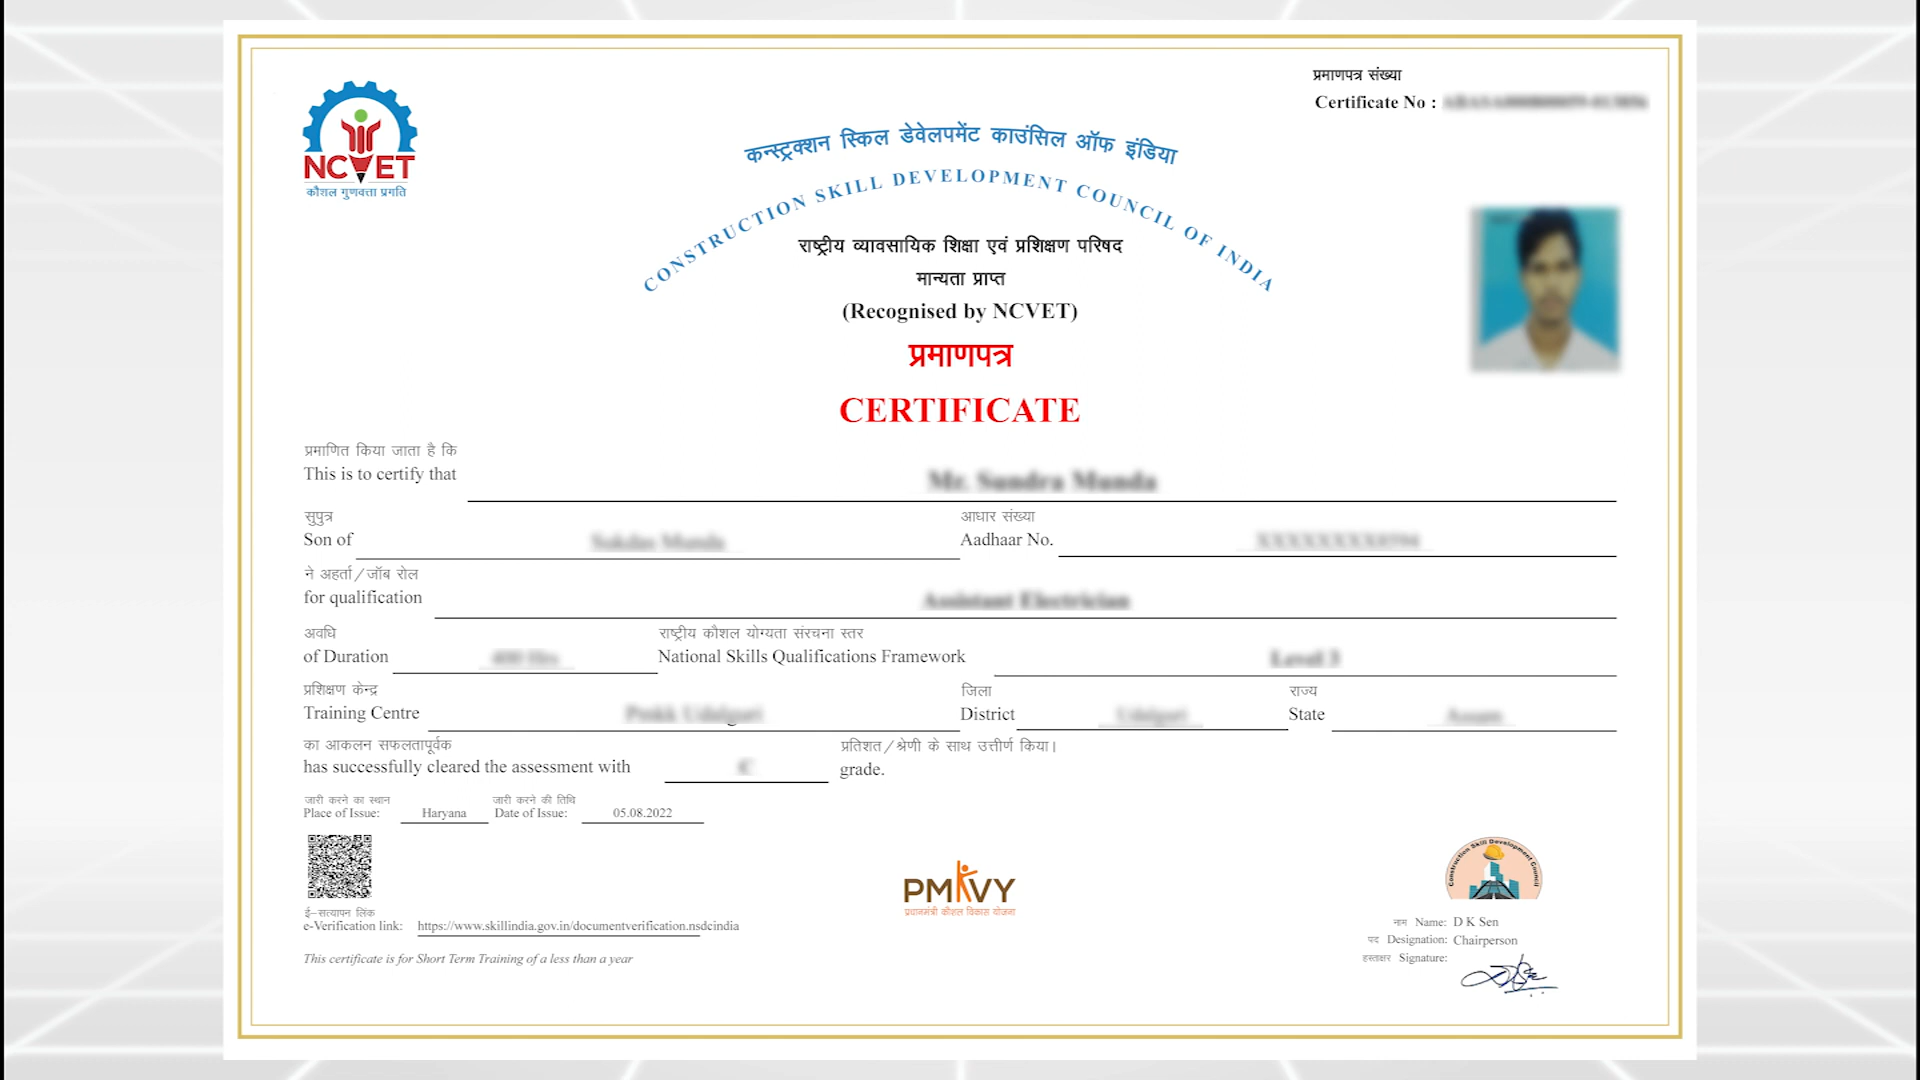 प्रमाणपत्र संख्या
Certificate No :
NCVET
कौशल गुणवत्ता प्रगति
कन्स्ट्रक्शन स्किल डेवेलपमेंट काउंसिल ऑफ इंडिया
CONSTRUCTION SKILL DEVELOPMENT COUNCIL OF INDIA
राष्ट्रीय व्यावसायिक शिक्षा एवं प्रशिक्षण परिषद
मान्यता प्राप्त
(Recognised by NCVET)
प्रमाणपत्र
CERTIFICATE
प्रमाणित किया जाता है कि
This is to certify that
सुपुत्र आधार संख्या
Son of Aadhaar No.
ने अहर्ता/जॉब रोल
for qualification
अवधि राष्ट्रीय कौशल योग्यता संरचना स्तर
of Duration National Skills Qualifications Framework
प्रशिक्षण केन्द्र जिला राज्य
Training Centre District State
का आकलन सफलतापूर्वक प्रतिशत/श्रेणी के साथ उत्तीर्ण किया।
has successfully cleared the assessment with grade.
जारी करने का स्थान जारी करने की तिथि
Place of Issue: Haryana Date of Issue: 05.08.2022
ई–सत्यापन लिंक
e-Verification link: https://www.skillindia.gov.in/documentverification.nsdcindia
This certificate is for Short Term Training of a less than a year
PMKVY
प्रधानमंत्री कौशल विकास योजना
Construction Skill Development Council
नाम Name: D K Sen
पद Designation: Chairperson
हस्ताक्षर Signature: